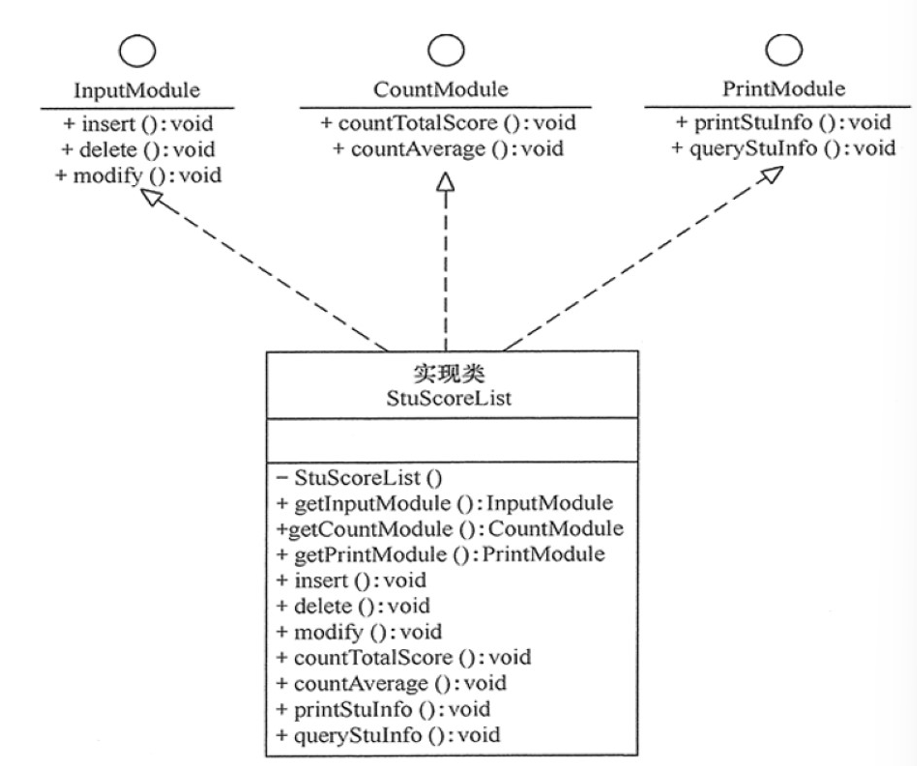 InputModule
+ insert ():void
+ delete ():void
+ modify ():void
CountModule
+ countTotalScore ():void
+ countAverage ():void
PrintModule
+ printStuInfo ():void
+ queryStuInfo ():void
实现类
StuScoreList
− StuScoreList ()
+ getInputModule ():InputModule
+getCountModule ():CountModule
+ getPrintModule ():PrintModule
+ insert ():void
+ delete ():void
+ modify ():void
+ countTotalScore ():void
+ countAverage ():void
+ printStuInfo ():void
+ queryStuInfo ():void